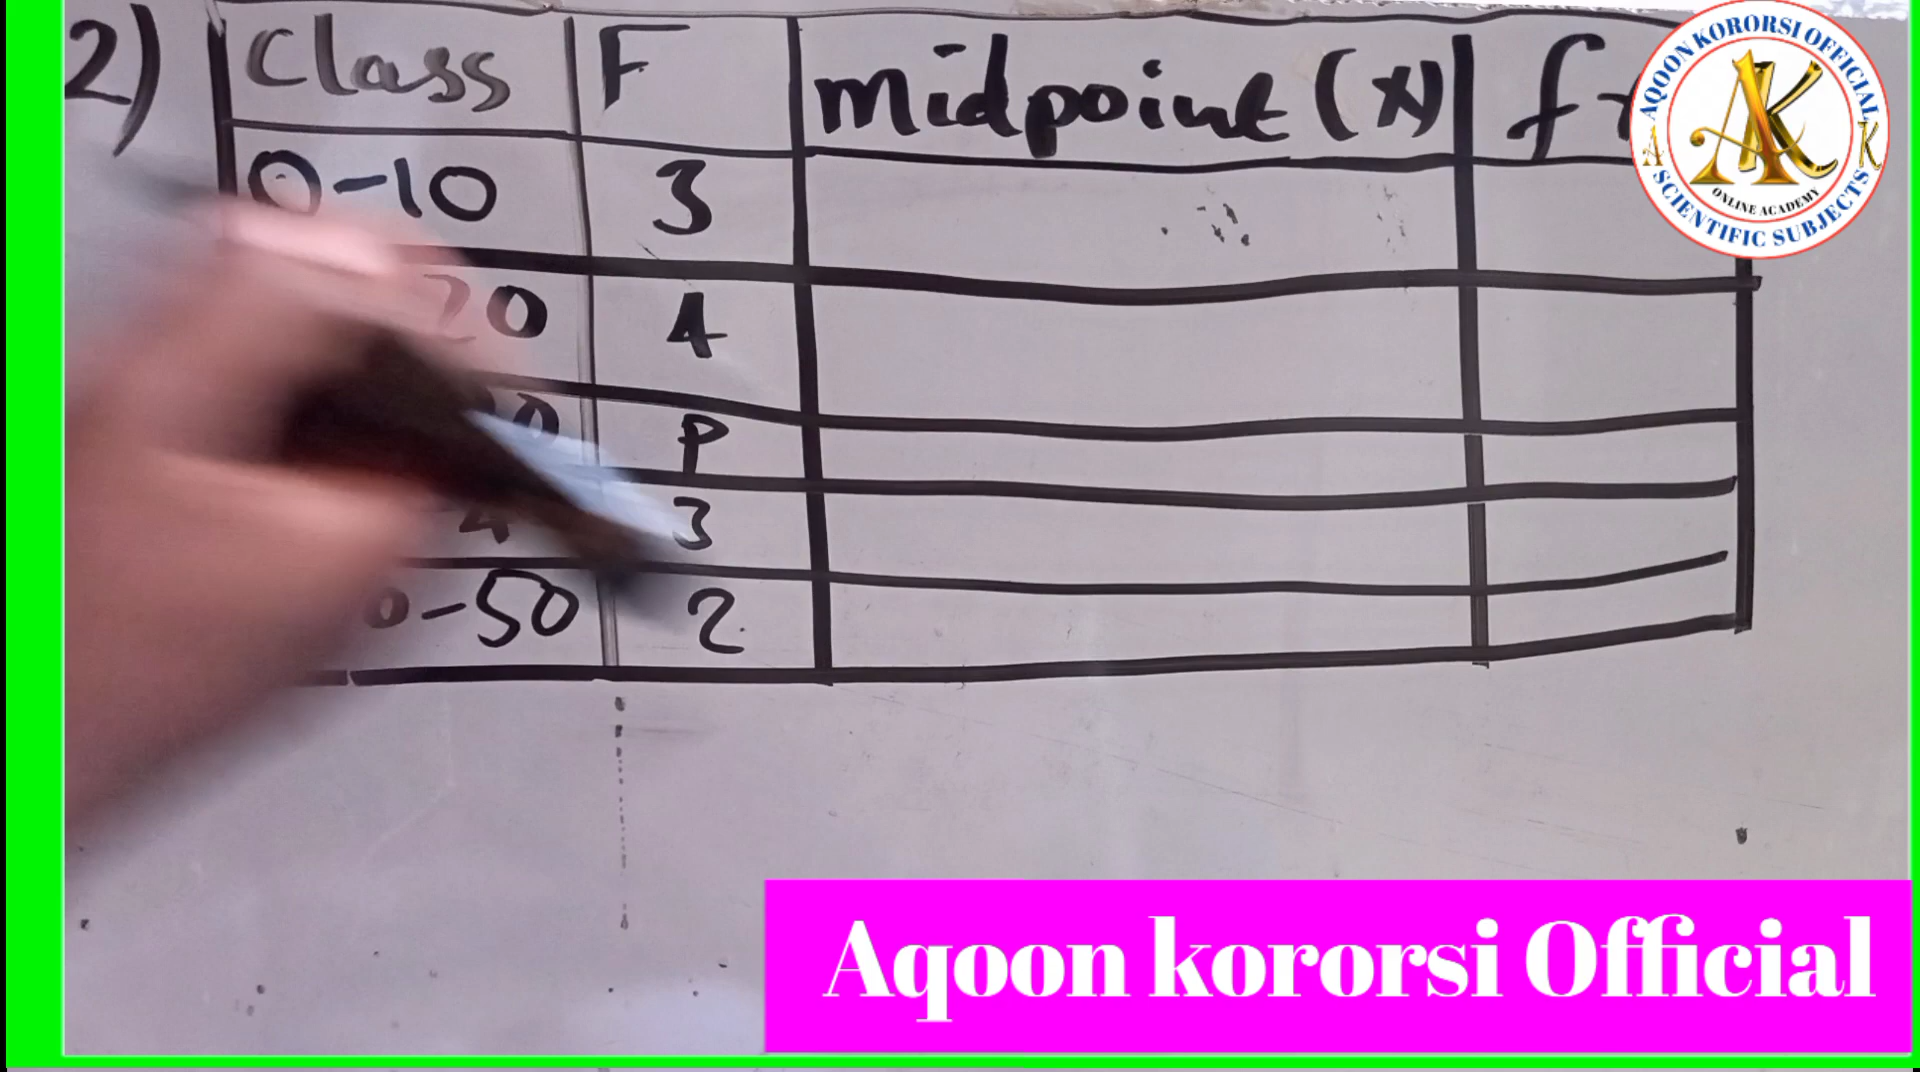 2) Class F midpoint (x) f
0-10 3
20 4
P
3
-50 2
AQOON KORORSI OFFICIAL
AK
A K
ONLINE ACADEMY
SCIENTIFIC SUBJECTS
Aqoon kororsi Official